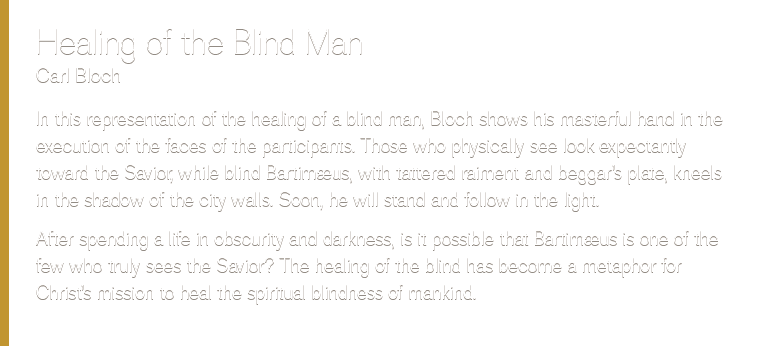 Healing of the Blind Man
Carl Bloch
In this representation of the healing of a blind man, Bloch shows his masterful hand in the
execution of the faces of the participants. Those who physically see look expectantly
toward the Savior, while blind Bartimæus, with tattered raiment and beggar's plate, kneels
in the shadow of the city walls. Soon, he will stand and follow in the light.
After spending a life in obscurity and darkness, is it possible that Bartimæus is one of the
few who truly sees the Savior? The healing of the blind has become a metaphor for
Christ's mission to heal the spiritual blindness of mankind.